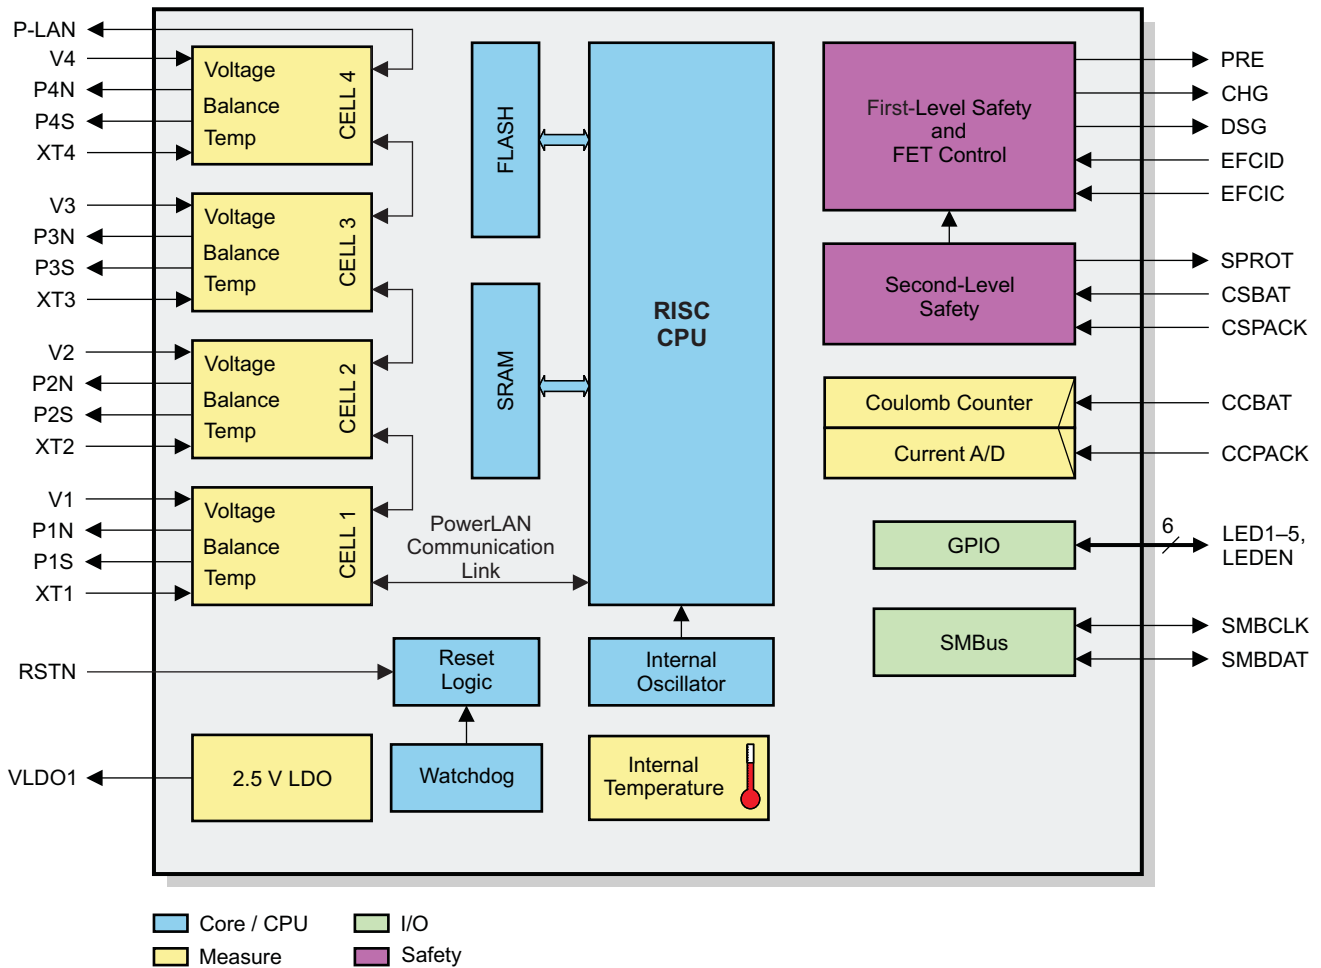 P-LAN
V4
P4N
P4S
XT4
Voltage
Balance
Temp
CELL 4
V3
P3N
P3S
XT3
Voltage
Balance
Temp
CELL 3
V2
P2N
P2S
XT2
Voltage
Balance
Temp
CELL 2
V1
P1N
P1S
XT1
Voltage
Balance
Temp
CELL 1
RSTN
VLDO1
2.5 V LDO
FLASH
SRAM
PowerLAN
Communication
Link
Reset
Logic
Watchdog
RISC
CPU
Internal
Oscillator
Internal
Temperature
First-Level Safety
and
FET Control
Second-Level
Safety
Coulomb Counter
Current A/D
GPIO
SMBus
PRE
CHG
DSG
EFCID
EFCIC
SPROT
CSBAT
CSPACK
CCBAT
CCPACK
6
LED1–5,
LEDEN
SMBCLK
SMBDAT
Core / CPU
I/O
Measure
Safety